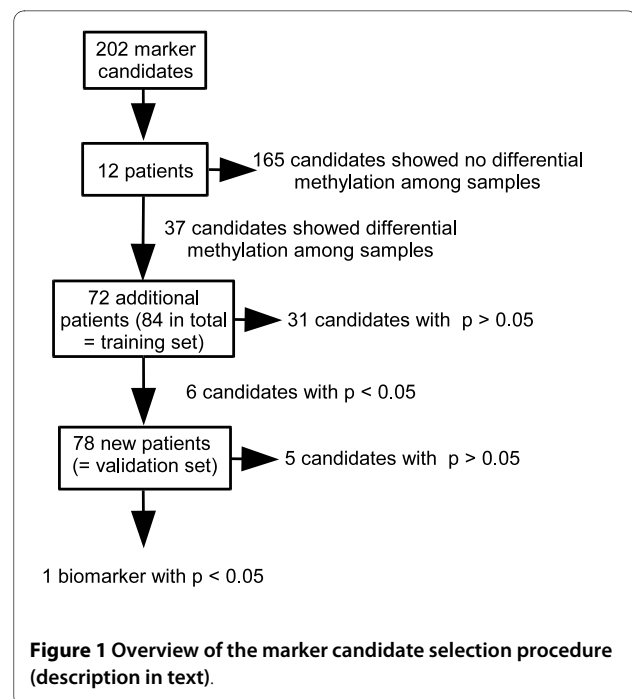 202 marker
candidates
12 patients
165 candidates showed no differential
methylation among samples
37 candidates showed differential
methylation among samples
72 additional
patients (84 in total
= training set)
31 candidates with p > 0.05
6 candidates with p < 0.05
78 new patients
(= validation set)
5 candidates with p > 0.05
1 biomarker with p < 0.05
Figure 1 Overview of the marker candidate selection procedure
(description in text).